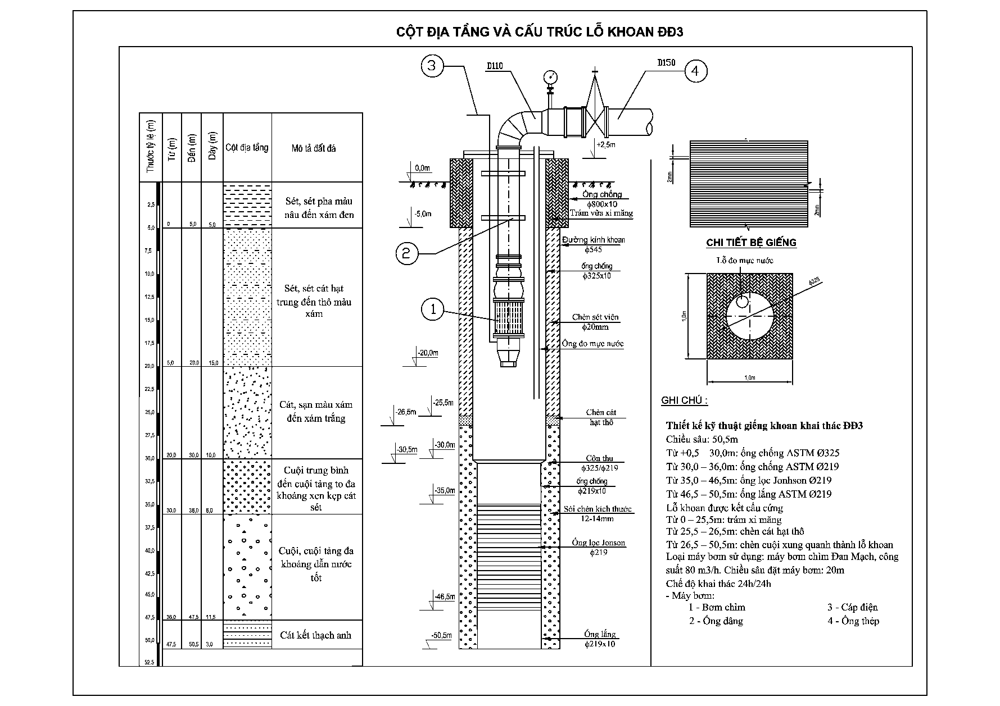 CỘT ĐỊA TẦNG VÀ CẤU TRÚC LỖ KHOAN ĐĐ3
Thước tỷ lệ (m)
Từ (m)
Đến (m)
Dày (m)
Cột địa tầng
Mô tả đất đá
2,5
5,0
7,5
10,0
12,5
15,0
17,5
20,0
22,5
25,0
27,5
30,0
32,5
35,0
37,5
40,0
42,5
45,0
47,5
50,0
52.5
0 5,0 5,0
Sét, sét pha màu
nâu đến xám đen
5,0 20,0 15,0
Sét, sét cát hạt
trung đến thô màu
xám
20,0 30,0 10,0
Cát, sạn màu xám
đến xám trắng
30,0 36,0 6,0
Cuội trung bình
đến cuội tảng to đa
khoáng xen kẹp cát
sét
36,0 47,5 11,5
Cuội, cuội tảng đa
khoáng dẫn nước
tốt
47,5 50,5 3,0
Cát kết thạch anh
3
D110
D150
4
+2,5m
0,0m
-5,0m
2
1
-20,0m
-25,5m
-26,5m
-30,0m
-30,5m
-35,0m
-46,5m
-50,5m
Ống chống
ϕ800x10
Trám vữa xi măng
Đường kính khoan
ϕ545
ống chống
ϕ325x10
Chèn sét viên
ϕ20mm
Ống đo mực nước
Chèn cát
hạt thô
Côn thu
ϕ325/ϕ219
ống chống
ϕ219x10
Sỏi chèn kích thước
12-14mm
Ống lọc Jonson
ϕ219
Ống lắng
ϕ219x10
2mm
2mm
CHI TIẾT BỆ GIẾNG
Lỗ đo mực nước
ϕ325
1,0m
1,0m
GHI CHÚ :
Thiết kế kỹ thuật giếng khoan khai thác ĐĐ3
Chiều sâu: 50,5m
Từ +0,5 30,0m: ống chống ASTM Ø325
Từ 30,0 – 36,0m: ống chống ASTM Ø219
Từ 35,0 – 46,5m: ống lọc Jonhson Ø219
Từ 46,5 – 50,5m: ống lắng ASTM Ø219
Lỗ khoan được kết cấu cứng
Từ 0 – 25,5m: trám xi măng
Từ 25,5 – 26,5m: chèn cát hạt thô
Từ 26,5 – 50,5m: chèn cuội xung quanh thành lỗ khoan
Loại máy bơm sử dụng: máy bơm chìm Đan Mạch, công
suất 80 m3/h. Chiều sâu đặt máy bơm: 20m
Chế độ khai thác 24h/24h
- Máy bơm:
1 - Bơm chìm 3 - Cáp điện
2 - Ống dâng 4 - Ống thép